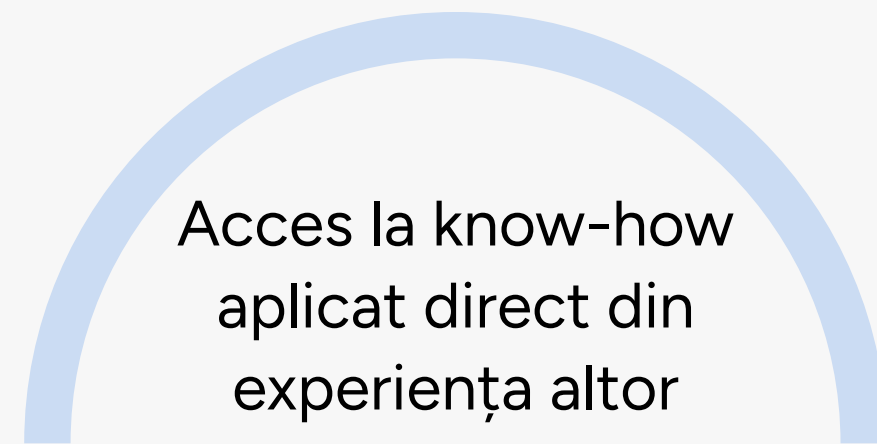 Acces la know-how
aplicat direct din
experiența altor